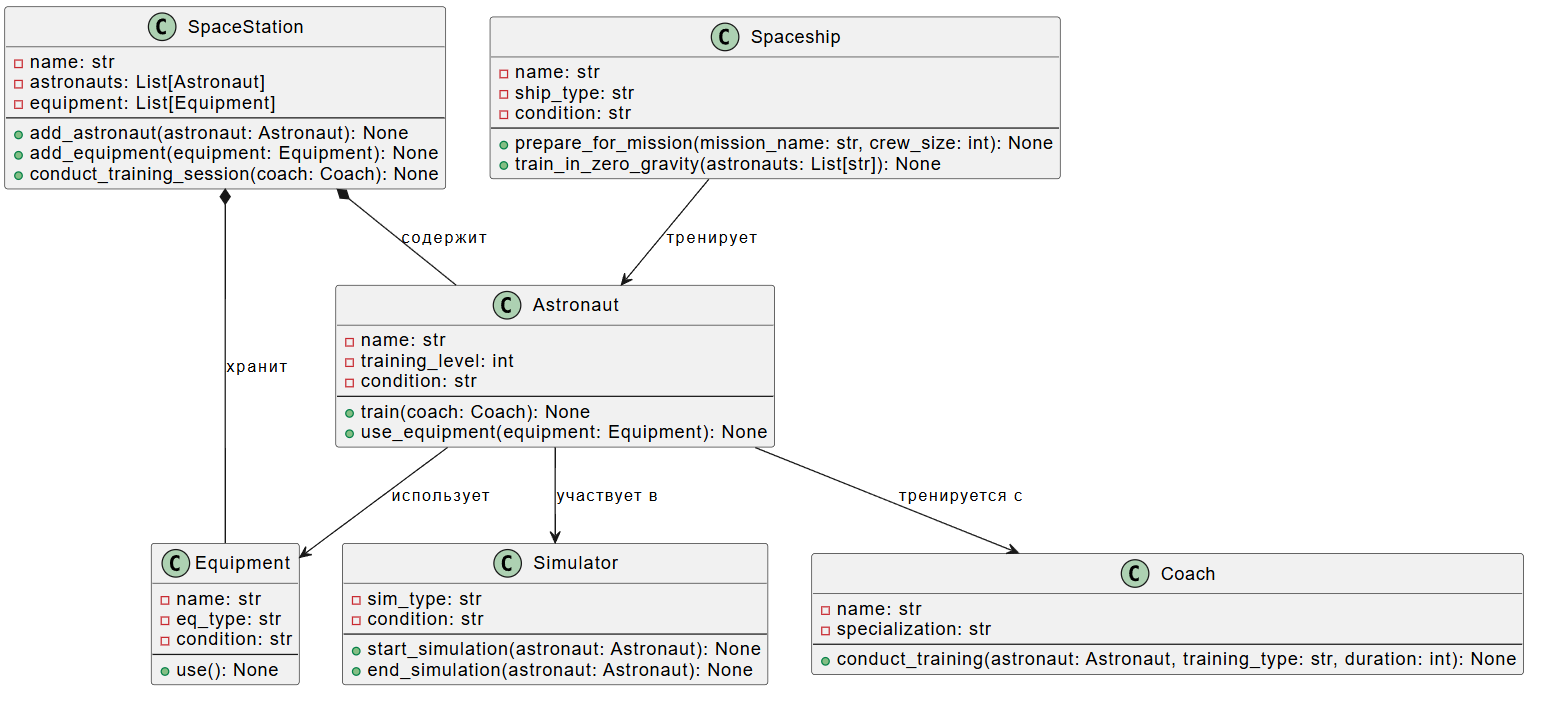 C SpaceStation
name: str
astronauts: List[Astronaut]
equipment: List[Equipment]
add_astronaut(astronaut: Astronaut): None
add_equipment(equipment: Equipment): None
conduct_training_session(coach: Coach): None
C Spaceship
name: str
ship_type: str
condition: str
prepare_for_mission(mission_name: str, crew_size: int): None
train_in_zero_gravity(astronauts: List[str]): None
содержит
тренирует
хранит
C Astronaut
name: str
training_level: int
condition: str
train(coach: Coach): None
use_equipment(equipment: Equipment): None
использует
участвует в
тренируется с
C Equipment
name: str
eq_type: str
condition: str
use(): None
C Simulator
sim_type: str
condition: str
start_simulation(astronaut: Astronaut): None
end_simulation(astronaut: Astronaut): None
C Coach
name: str
specialization: str
conduct_training(astronaut: Astronaut, training_type: str, duration: int): None